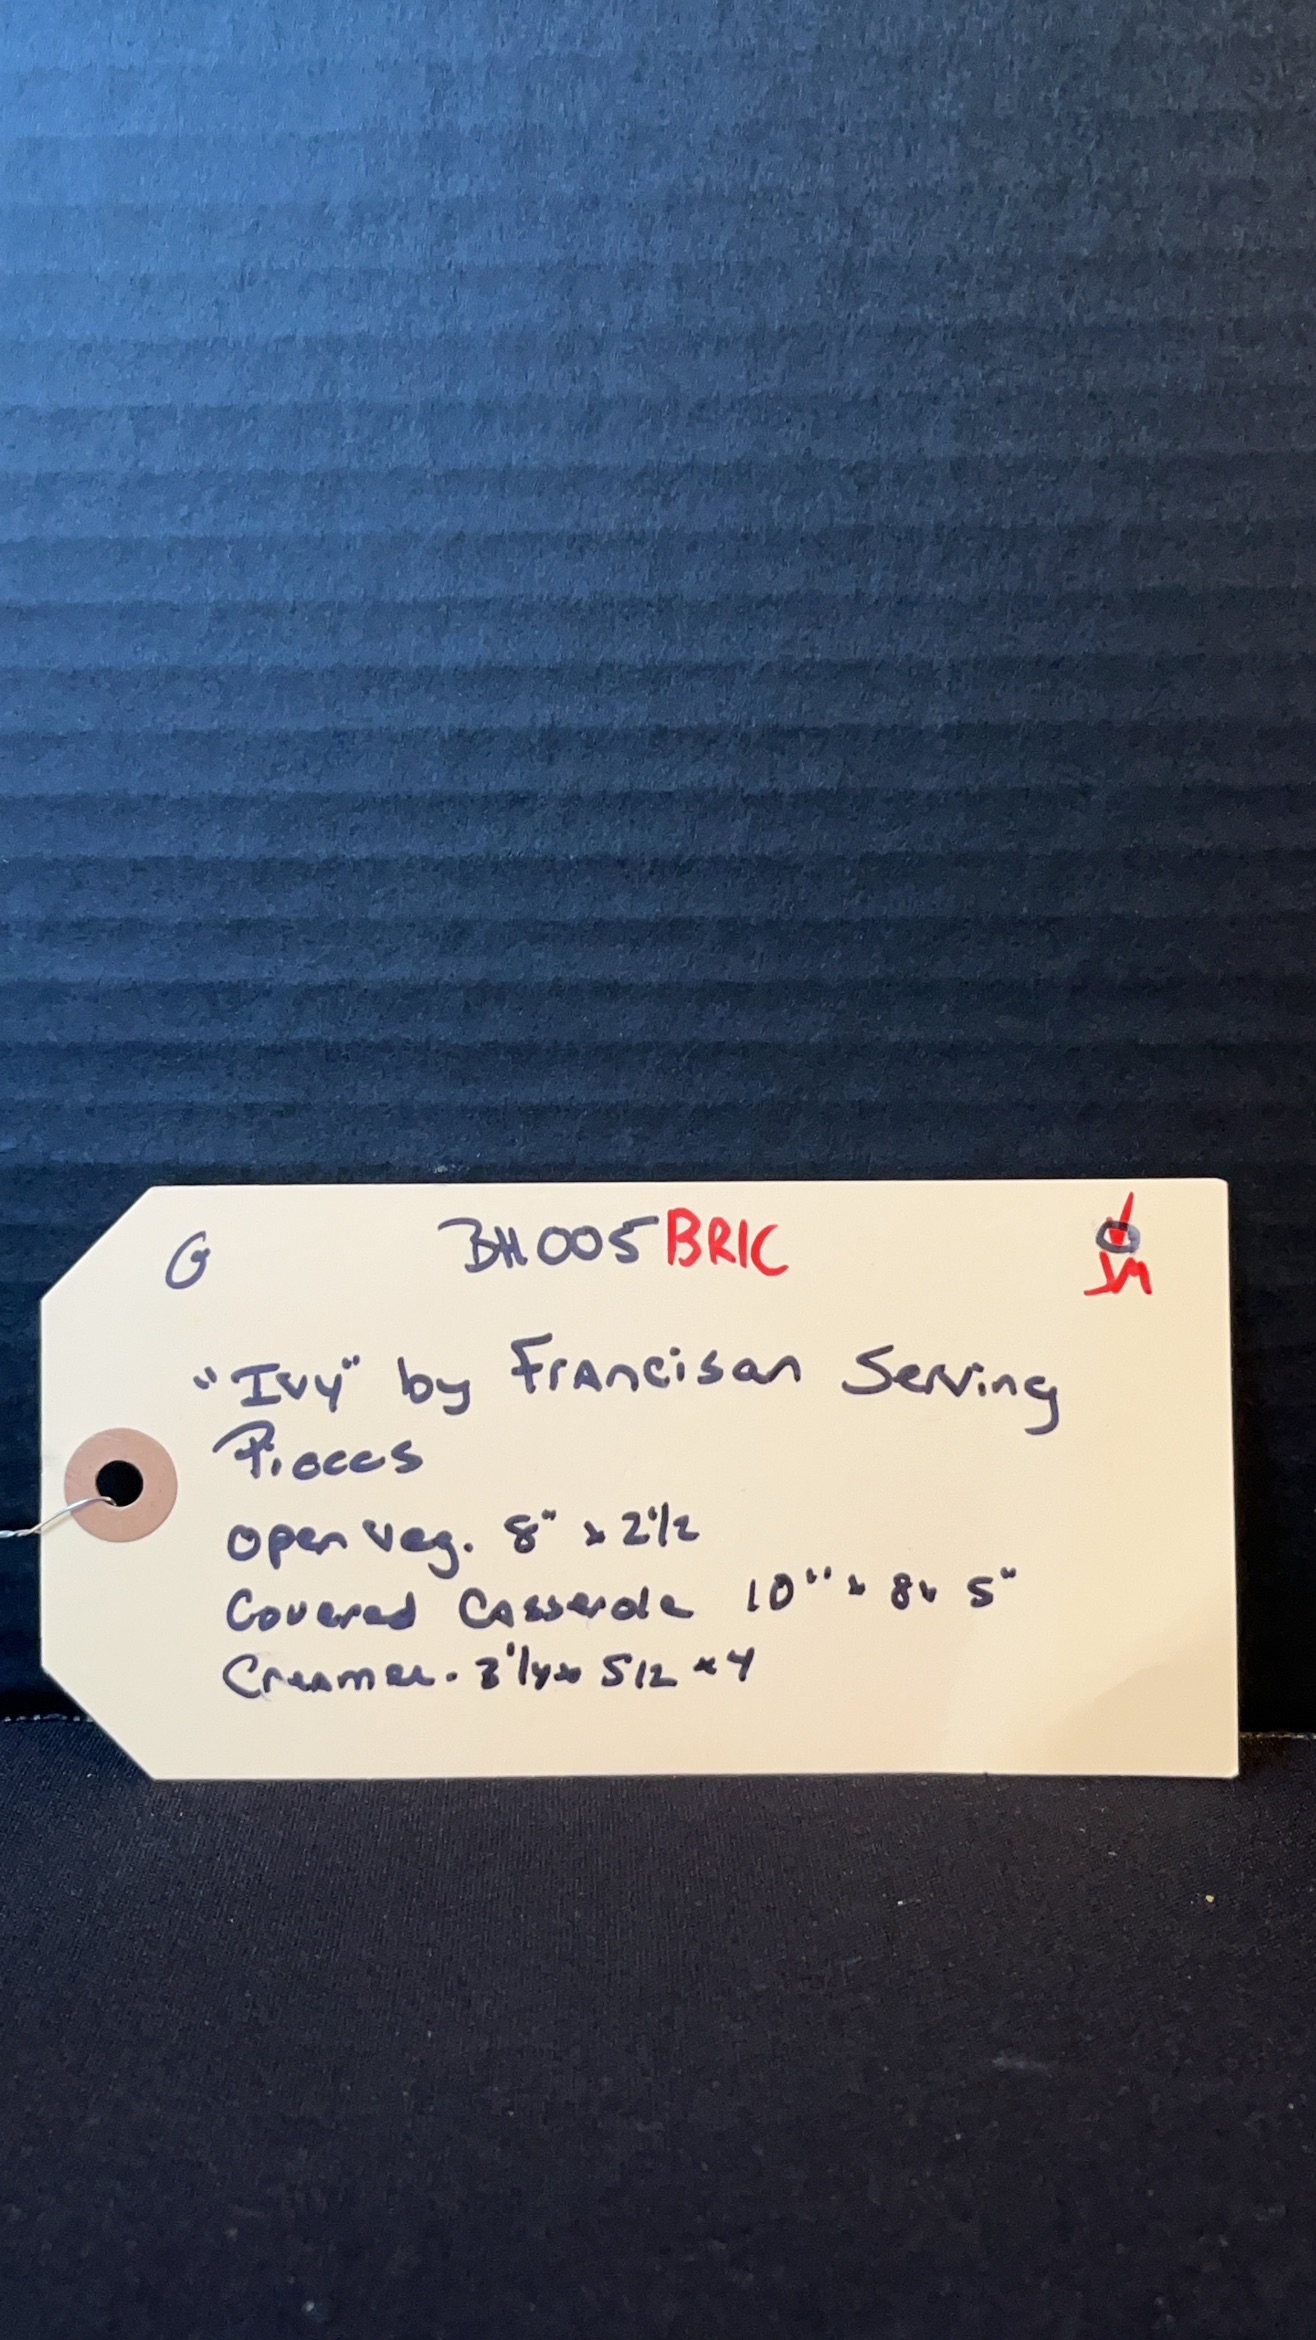 G BH005BRIC JM
"Ivy" by Francisan Serving
Pieces
open veg. 8" x 2 1/2
Covered Casserole 10" x 8 x 5"
Creamer. 3 1/4 x 5 1/2 x 4